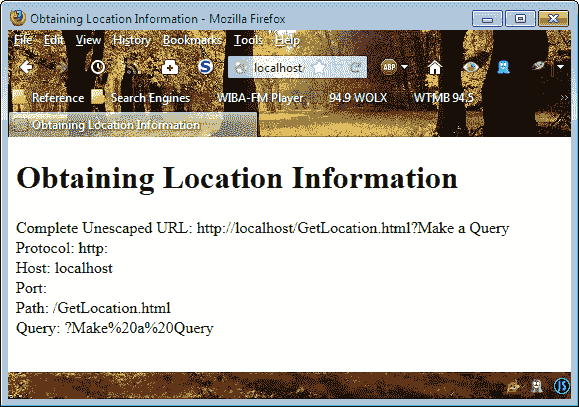 Obtaining Location Information - Mozilla Firefox
File Edit View History Bookmarks Tools Help
S localhost ABP
Reference Search Engines WIBA-FM Player 94.9 WOLX WTMB 94.5 »
Obtaining Location Information
Obtaining Location Information
Complete Unescaped URL: http://localhost/GetLocation.html?Make a Query
Protocol: http:
Host: localhost
Port:
Path: /GetLocation.html
Query: ?Make%20a%20Query
JS